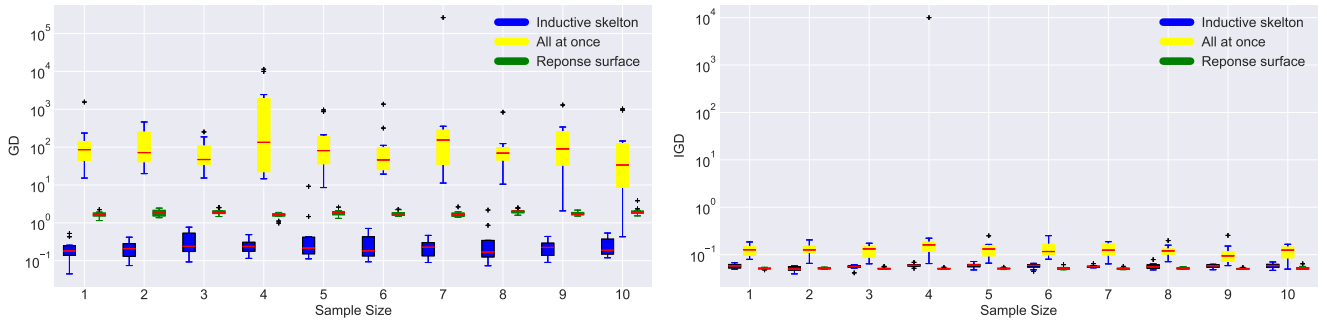 GD
10^5
10^4
10^3
10^2
10^1
10^0
10^−1
Inductive skelton
All at once
Reponse surface
1 2 3 4 5 6 7 8 9 10
Sample Size
IGD
10^4
10^3
10^2
10^1
10^0
10^−1
Inductive skelton
All at once
Reponse surface
1 2 3 4 5 6 7 8 9 10
Sample Size